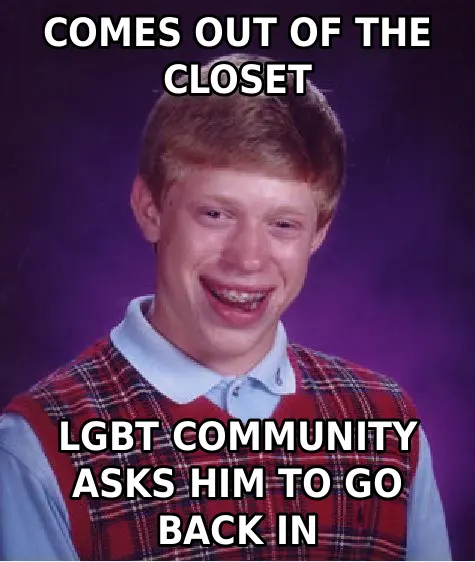 COMES OUT OF THE
CLOSET
LGBT COMMUNITY
ASKS HIM TO GO
BACK IN